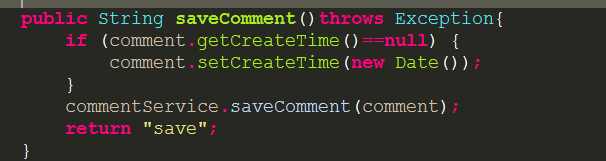 public String saveComment()throws Exception{
    if (comment.getCreateTime()==null) {
        comment.setCreateTime(new Date());
    }
    commentService.saveComment(comment);
    return "save";
}